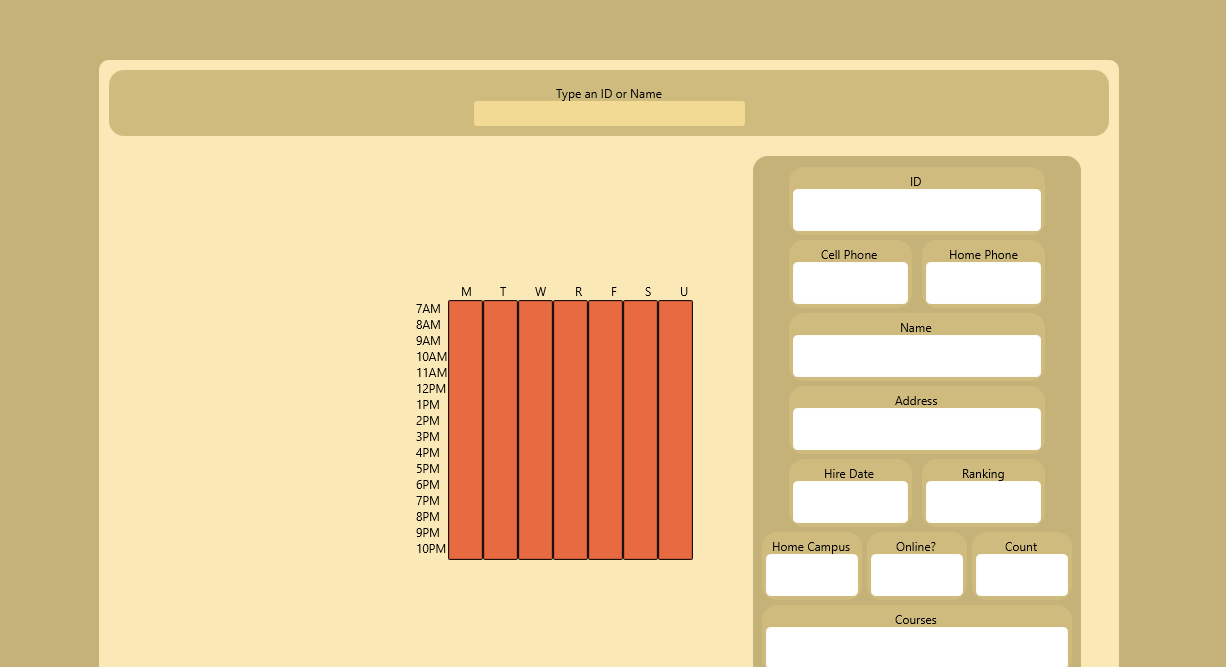 Type an ID or Name
ID
Cell Phone Home Phone
Name
Address
Hire Date Ranking
Home Campus Online? Count
Courses
M T W R F S U
7AM
8AM
9AM
10AM
11AM
12PM
1PM
2PM
3PM
4PM
5PM
6PM
7PM
8PM
9PM
10PM